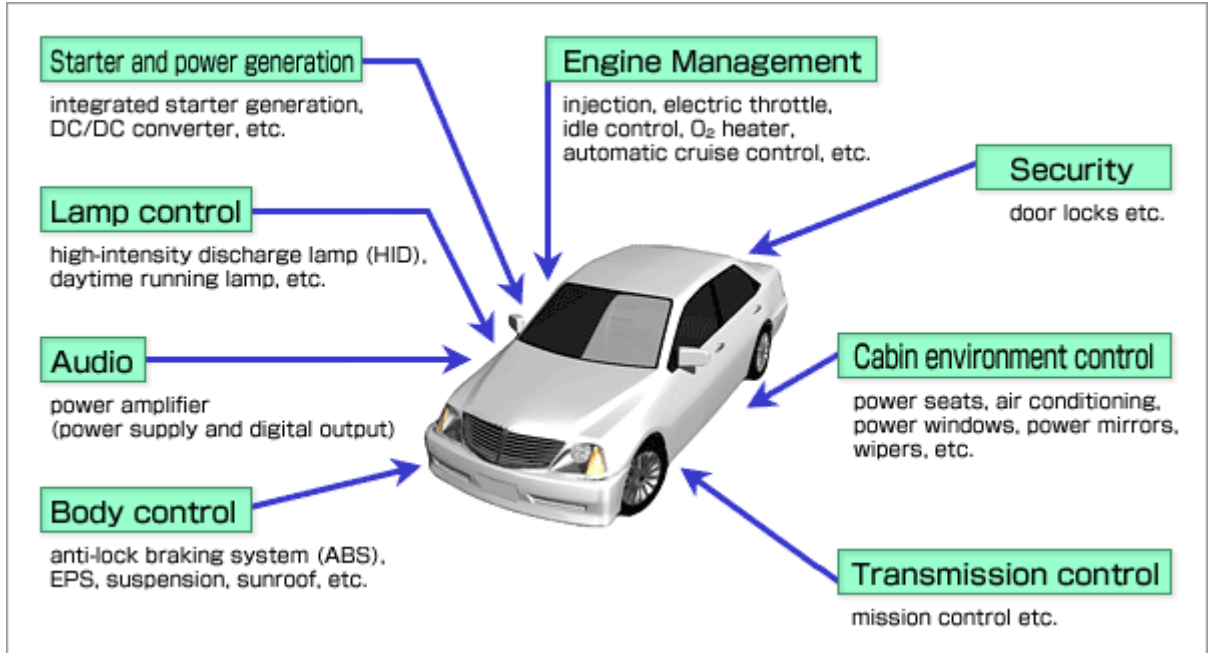 Starter and power generation
integrated starter generation,
DC/DC converter, etc.
Engine Management
injection, electric throttle,
idle control, O₂ heater,
automatic cruise control, etc.
Security
door locks etc.
Lamp control
high-intensity discharge lamp (HID),
daytime running lamp, etc.
Audio
power amplifier
(power supply and digital output)
Cabin environment control
power seats, air conditioning,
power windows, power mirrors,
wipers, etc.
Body control
anti-lock braking system (ABS),
EPS, suspension, sunroof, etc.
Transmission control
mission control etc.